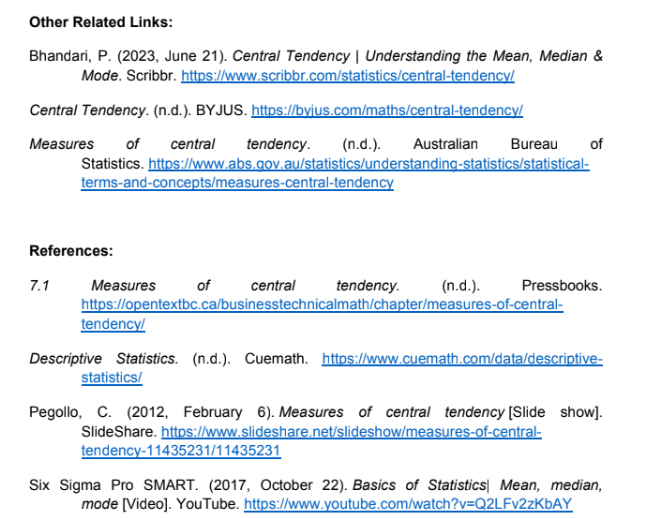 Other Related Links:
Bhandari, P. (2023, June 21). Central Tendency | Understanding the Mean, Median &
Mode. Scribbr. https://www.scribbr.com/statistics/central-tendency/
Central Tendency. (n.d.). BYJUS. https://byjus.com/maths/central-tendency/
Measures of central tendency. (n.d.). Australian Bureau of
Statistics. https://www.abs.gov.au/statistics/understanding-statistics/statistical-
terms-and-concepts/measures-central-tendency
References:
7.1 Measures of central tendency. (n.d.). Pressbooks.
https://opentextbc.ca/businesstechnicalmath/chapter/measures-of-central-
tendency/
Descriptive Statistics. (n.d.). Cuemath. https://www.cuemath.com/data/descriptive-
statistics/
Pegollo, C. (2012, February 6). Measures of central tendency [Slide show].
SlideShare. https://www.slideshare.net/slideshow/measures-of-central-
tendency-11435231/11435231
Six Sigma Pro SMART. (2017, October 22). Basics of Statistics| Mean, median,
mode [Video]. YouTube. https://www.youtube.com/watch?v=Q2LFv2zKbAY